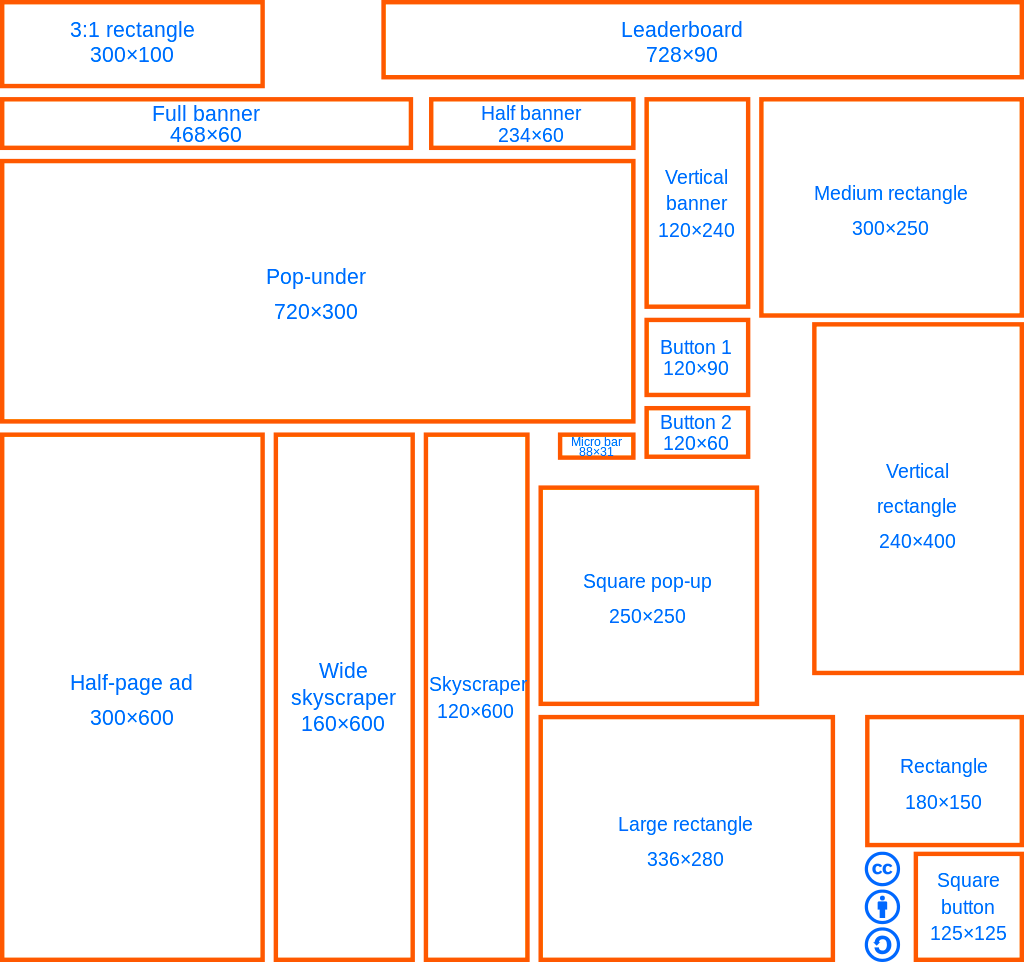 3:1 rectangle
300×100
Leaderboard
728×90
Full banner
468×60
Half banner
234×60
Vertical
banner
120×240
Medium rectangle
300×250
Pop-under
720×300
Button 1
120×90
Button 2
120×60
Micro bar
88×31
Vertical
rectangle
240×400
Half-page ad
300×600
Wide
skyscraper
160×600
Skyscraper
120×600
Square pop-up
250×250
Large rectangle
336×280
Rectangle
180×150
cc
Square
button
125×125